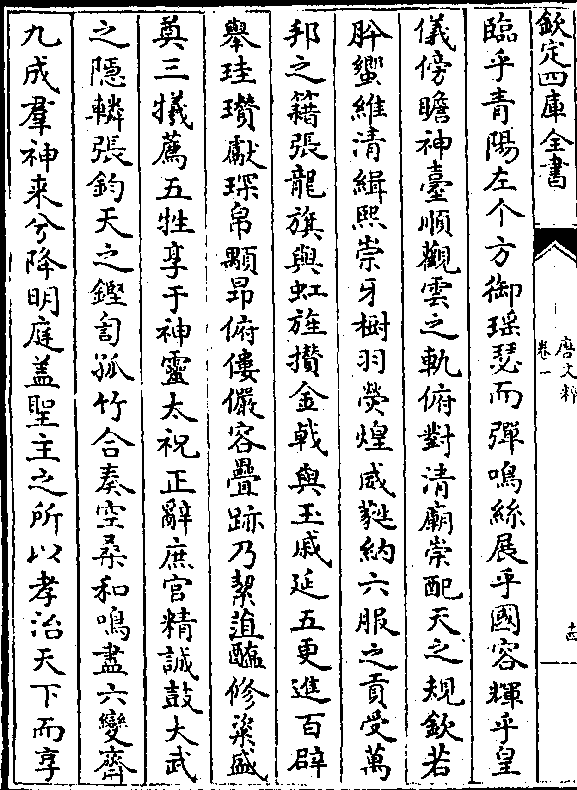 欽定四庫全書
唐文粹
卷一
臨乎青陽左个方御瑶瑟而彈鳴絲展乎國容輝乎皇
儀傍瞻神臺順觀雲之軌俯對清廟崇配天之規欽若
肸蠁維清緝熙崇牙樹羽熒煌葳蕤納六服之貢受萬
邦之籍張龍旗與虹旌攢金戟與玉戚延五更進百辟
舉珪瓚獻琛帛顒昻俯僂儼容疊跡乃潔葅醢修粢盛
奠三犧薦五牲享于神靈太祝正辭庶官精誠鼓大武
之隱轔張鈞天之鏗訇孤竹合奏空桑和鳴盡六變齊
九成羣神来兮降明庭盖聖主之所以孝治天下而享